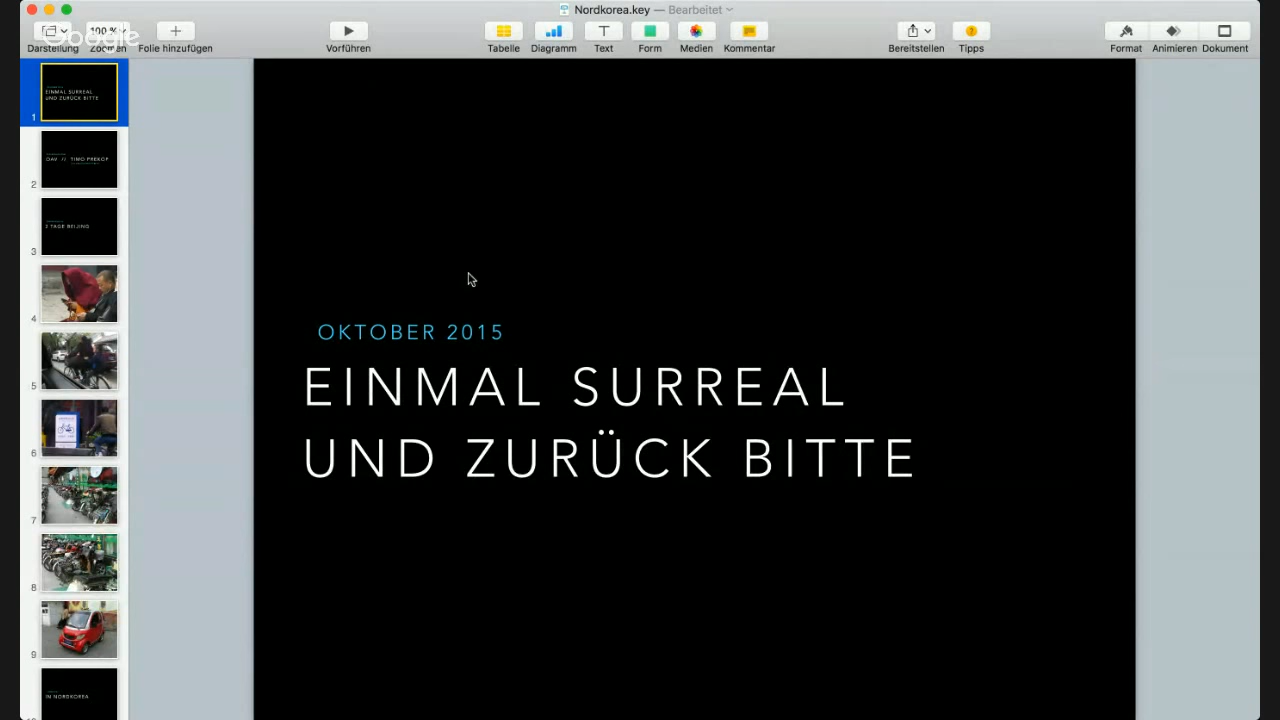 Nordkorea.key — Bearbeitet
100 %
Darstellung Zoomen Folie hinzufügen Vorführen Tabelle Diagramm Text Form Medien Kommentar Bereitstellen Tipps Format Animieren Dokument
1
EINMAL SURREAL
UND ZURÜCK BITTE
2
DAV // TIMO PREKOP
3
2 TAGE BEIJING
4
5
6
7
8
9
IN NORDKOREA
OKTOBER 2015
EINMAL SURREAL
UND ZURÜCK BITTE